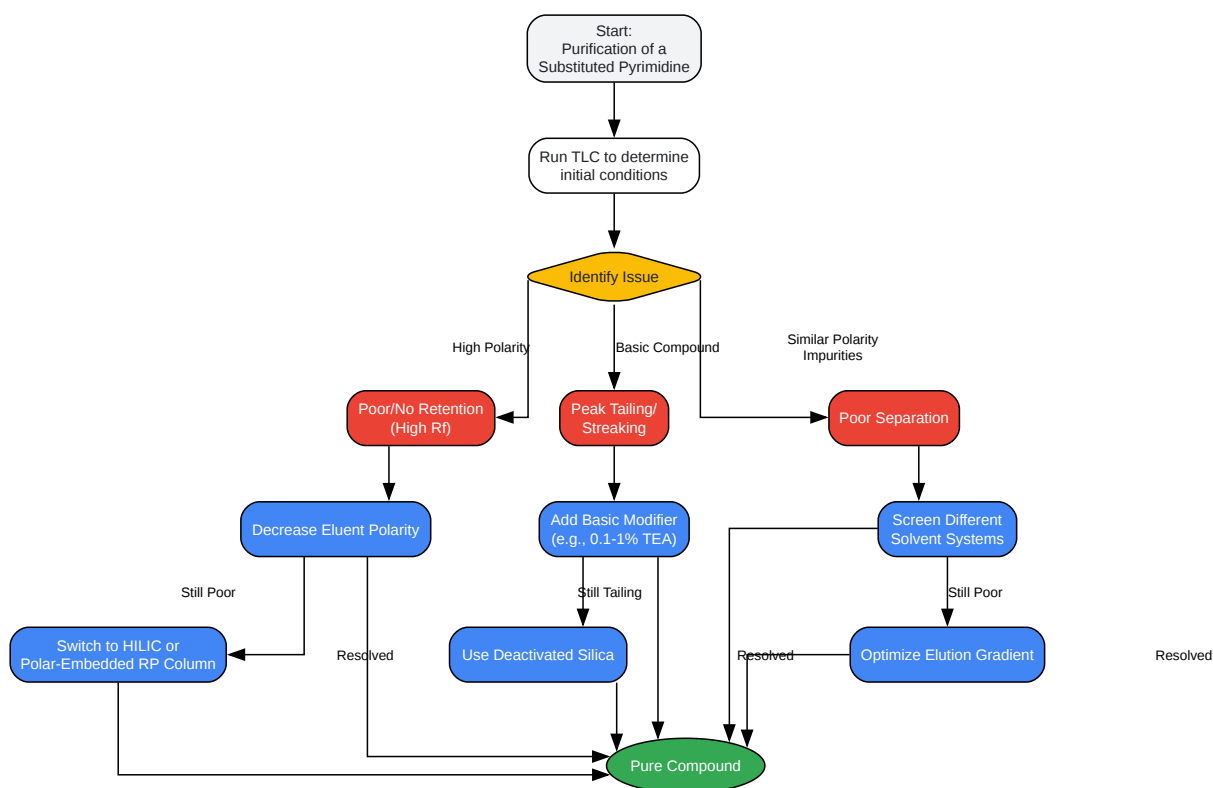 Start:
Purification of a
Substituted Pyrimidine
Run TLC to determine
initial conditions
Identify Issue
High Polarity
Basic Compound
Similar Polarity
Impurities
Poor/No Retention
(High Rf)
Peak Tailing/
Streaking
Poor Separation
Decrease Eluent Polarity
Add Basic Modifier
(e.g., 0.1-1% TEA)
Screen Different
Solvent Systems
Still Poor
Still Tailing
Still Poor
Switch to HILIC or
Polar-Embedded RP Column
Resolved
Use Deactivated Silica
Resolved
Optimize Elution Gradient
Resolved
Pure Compound